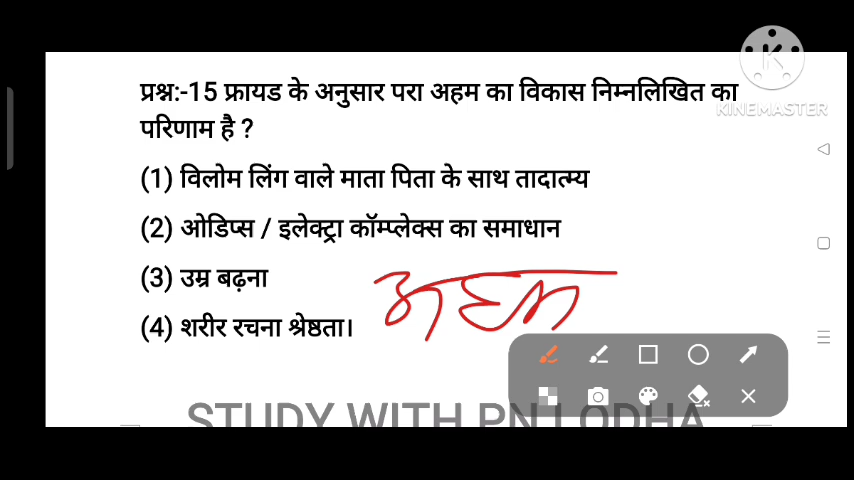 KINEMASTER
प्रश्न:-15 फ्रायड के अनुसार परा अहम का विकास निम्नलिखित का
परिणाम है ?
(1) विलोम लिंग वाले माता पिता के साथ तादात्म्य
(2) ओडिप्स / इलेक्ट्रा कॉम्प्लेक्स का समाधान
(3) उम्र बढ़ना
(4) शरीर रचना श्रेष्ठता।
अहम
STUDY WITH PN LODHA